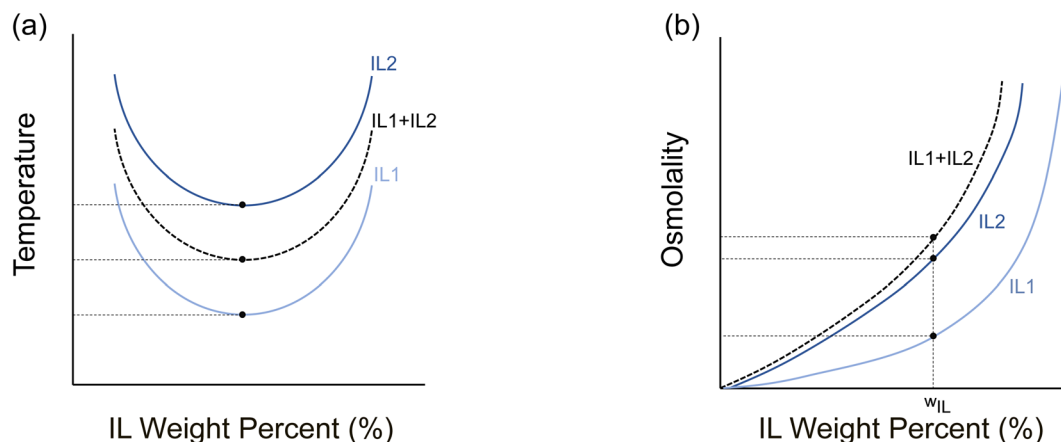 (a)
IL2
IL1+IL2
IL1
Temperature
IL Weight Percent (%)
(b)
IL1+IL2
IL2
IL1
Osmolality
wIL
IL Weight Percent (%)